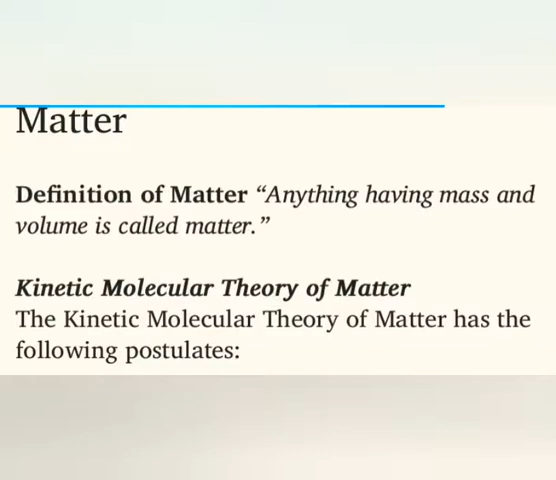 Matter
Definition of Matter “Anything having mass and
volume is called matter.”
Kinetic Molecular Theory of Matter
The Kinetic Molecular Theory of Matter has the
following postulates: